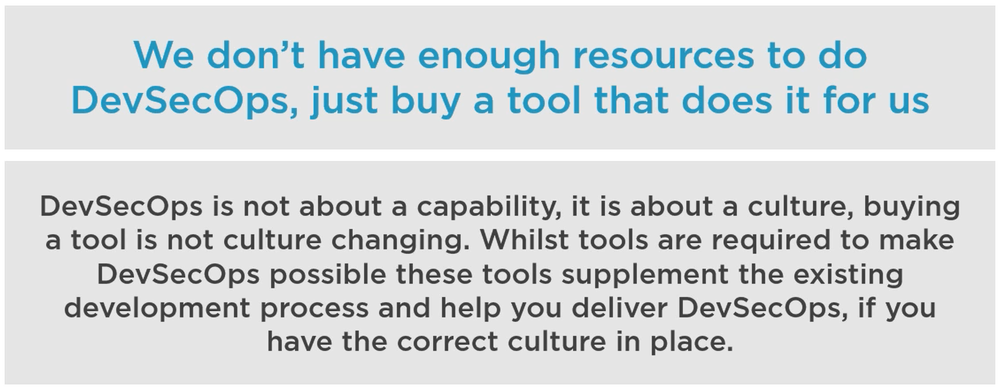 We don’t have enough resources to do
DevSecOps, just buy a tool that does it for us
DevSecOps is not about a capability, it is about a culture, buying
a tool is not culture changing. Whilst tools are required to make
DevSecOps possible these tools supplement the existing
development process and help you deliver DevSecOps, if you
have the correct culture in place.